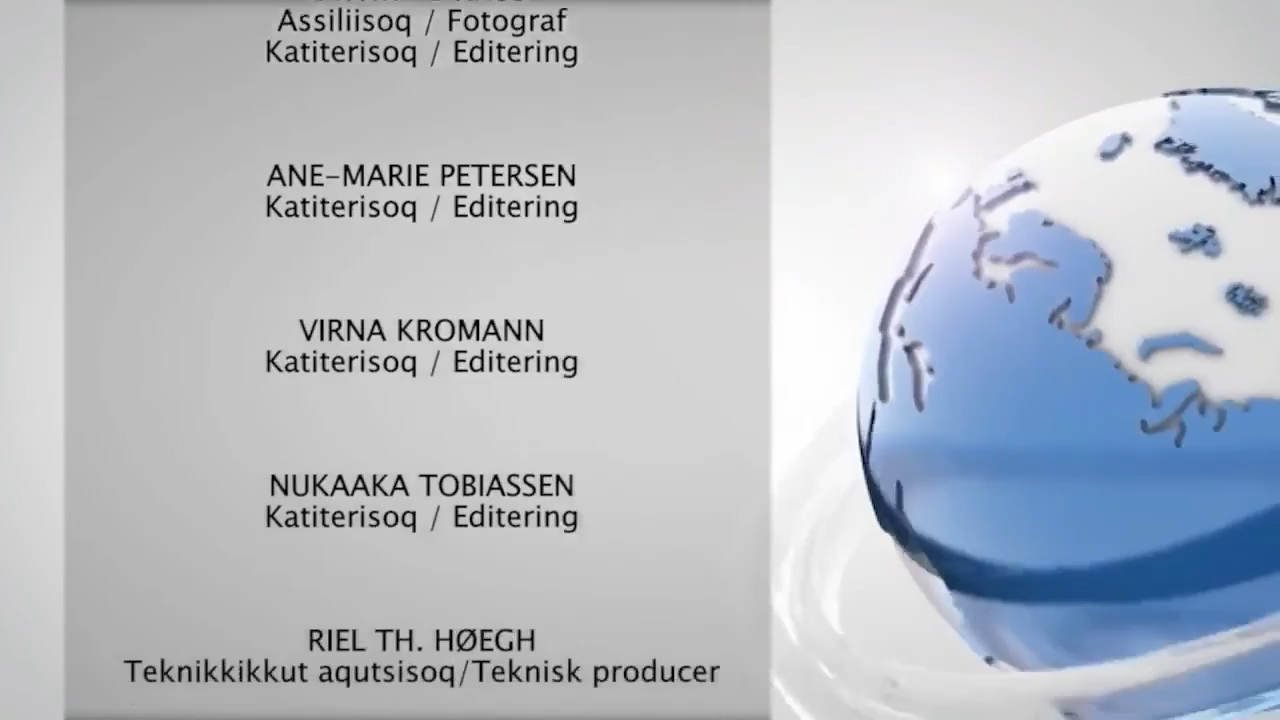 Assiliisoq / Fotograf
Katiterisoq / Editering
ANE-MARIE PETERSEN
Katiterisoq / Editering
VIRNA KROMANN
Katiterisoq / Editering
NUKAAKA TOBIASSEN
Katiterisoq / Editering
RIEL TH. HØEGH
Teknikkikkut aqutsisoq/Teknisk producer